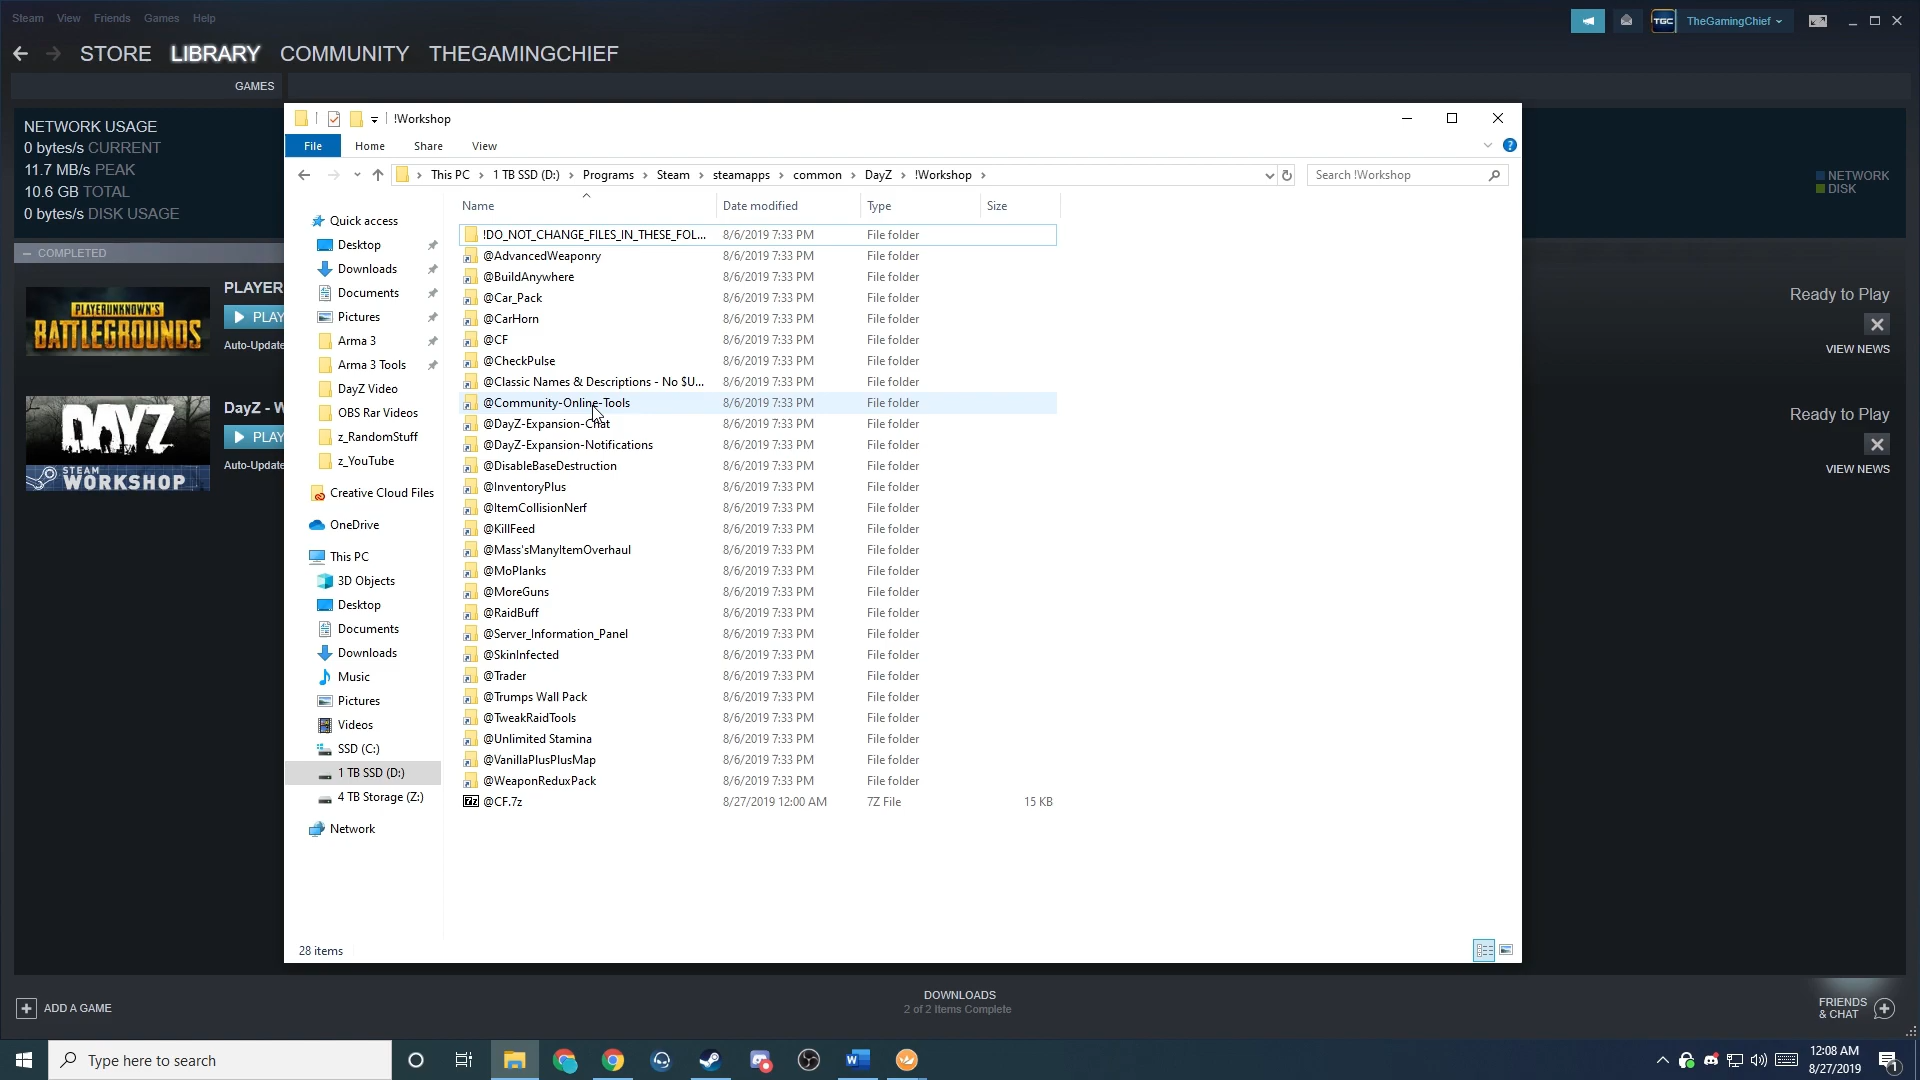 Steam View Friends Games Help
TGC TheGamingChief
STORE LIBRARY COMMUNITY THEGAMINGCHIEF
GAMES
NETWORK USAGE
0 bytes/s CURRENT
11.7 MB/s PEAK
10.6 GB TOTAL
0 bytes/s DISK USAGE
NETWORK
DISK
COMPLETED
PLAYERUNKNOWN'S
BATTLEGROUNDS
PLAYER
PLAY
Auto-Update
Ready to Play
VIEW NEWS
DAYZ
STEAM
WORKSHOP
DayZ - W
PLAY
Auto-Update
Ready to Play
VIEW NEWS
!Workshop
File Home Share View
This PC 1 TB SSD (D:) Programs Steam steamapps common DayZ !Workshop
Search !Workshop
Quick access
Desktop
Downloads
Documents
Pictures
Arma 3
Arma 3 Tools
DayZ Video
OBS Rar Videos
z_RandomStuff
z_YouTube
Creative Cloud Files
OneDrive
This PC
3D Objects
Desktop
Documents
Downloads
Music
Pictures
Videos
SSD (C:)
1 TB SSD (D:)
4 TB Storage (Z:)
Network
Name Date modified Type Size
!DO_NOT_CHANGE_FILES_IN_THESE_FOL... 8/6/2019 7:33 PM File folder
@AdvancedWeaponry 8/6/2019 7:33 PM File folder
@BuildAnywhere 8/6/2019 7:33 PM File folder
@Car_Pack 8/6/2019 7:33 PM File folder
@CarHorn 8/6/2019 7:33 PM File folder
@CF 8/6/2019 7:33 PM File folder
@CheckPulse 8/6/2019 7:33 PM File folder
@Classic Names & Descriptions - No $U... 8/6/2019 7:33 PM File folder
@Community-Online-Tools 8/6/2019 7:33 PM File folder
@DayZ-Expansion-Chat 8/6/2019 7:33 PM File folder
@DayZ-Expansion-Notifications 8/6/2019 7:33 PM File folder
@DisableBaseDestruction 8/6/2019 7:33 PM File folder
@InventoryPlus 8/6/2019 7:33 PM File folder
@ItemCollisionNerf 8/6/2019 7:33 PM File folder
@KillFeed 8/6/2019 7:33 PM File folder
@Mass'sManyItemOverhaul 8/6/2019 7:33 PM File folder
@MoPlanks 8/6/2019 7:33 PM File folder
@MoreGuns 8/6/2019 7:33 PM File folder
@RaidBuff 8/6/2019 7:33 PM File folder
@Server_Information_Panel 8/6/2019 7:33 PM File folder
@SkinInfected 8/6/2019 7:33 PM File folder
@Trader 8/6/2019 7:33 PM File folder
@Trumps Wall Pack 8/6/2019 7:33 PM File folder
@TweakRaidTools 8/6/2019 7:33 PM File folder
@Unlimited Stamina 8/6/2019 7:33 PM File folder
@VanillaPlusPlusMap 8/6/2019 7:33 PM File folder
@WeaponReduxPack 8/6/2019 7:33 PM File folder
@CF.7z 8/27/2019 12:00 AM 7Z File 15 KB
28 items
ADD A GAME
DOWNLOADS
2 of 2 Items Complete
FRIENDS
& CHAT
Type here to search
12:08 AM
8/27/2019
1